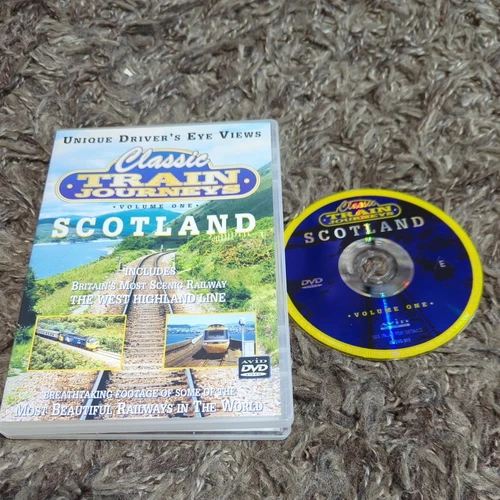 UNIQUE DRIVER'S EYE VIEWS
Classic
TRAIN
JOURNEYS
• VOLUME ONE •
SCOTLAND
INCLUDES
BRITAIN'S MOST SCENIC RAILWAY
THE WEST HIGHLAND LINE
AVID
DVD
BREATHTAKING FOOTAGE OF SOME OF THE
MOST BEAUTIFUL RAILWAYS IN THE WORLD
Classic
TRAIN
JOURNEYS
SCOTLAND
DVD
E
• VOLUME ONE •
AVID